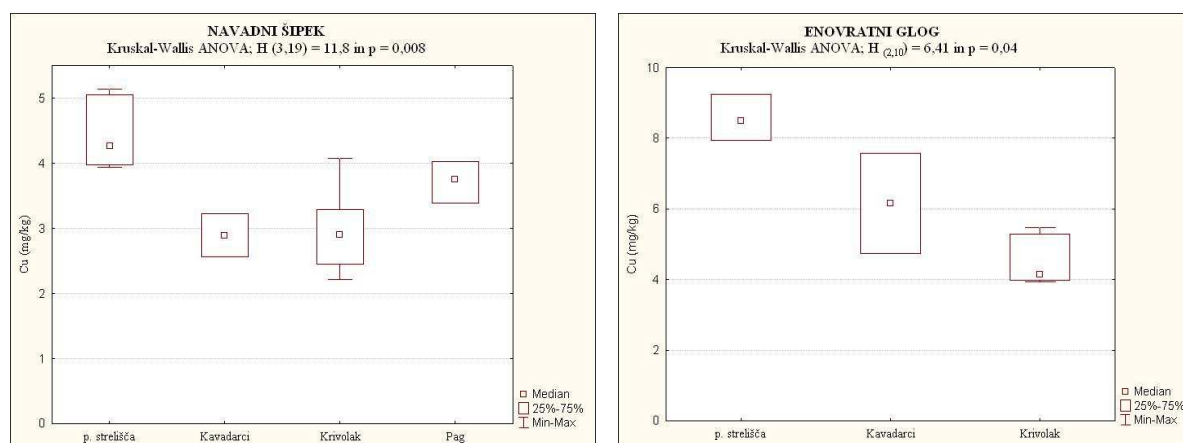 NAVADNI ŠIPEK
Kruskal-Wallis ANOVA; H (3,19) = 11,8 in p = 0,008
Cu (mg/kg)
5
4
3
2
1
0
p. strelišča
Kavadarci
Krivolak
Pag
Median
25%-75%
Min-Max
ENOVRATNI GLOG
Kruskal-Wallis ANOVA; H (2,10) = 6,41 in p = 0,04
Cu (mg/kg)
10
8
6
4
2
0
p. strelišča
Kavadarci
Krivolak
Median
25%-75%
Min-Max